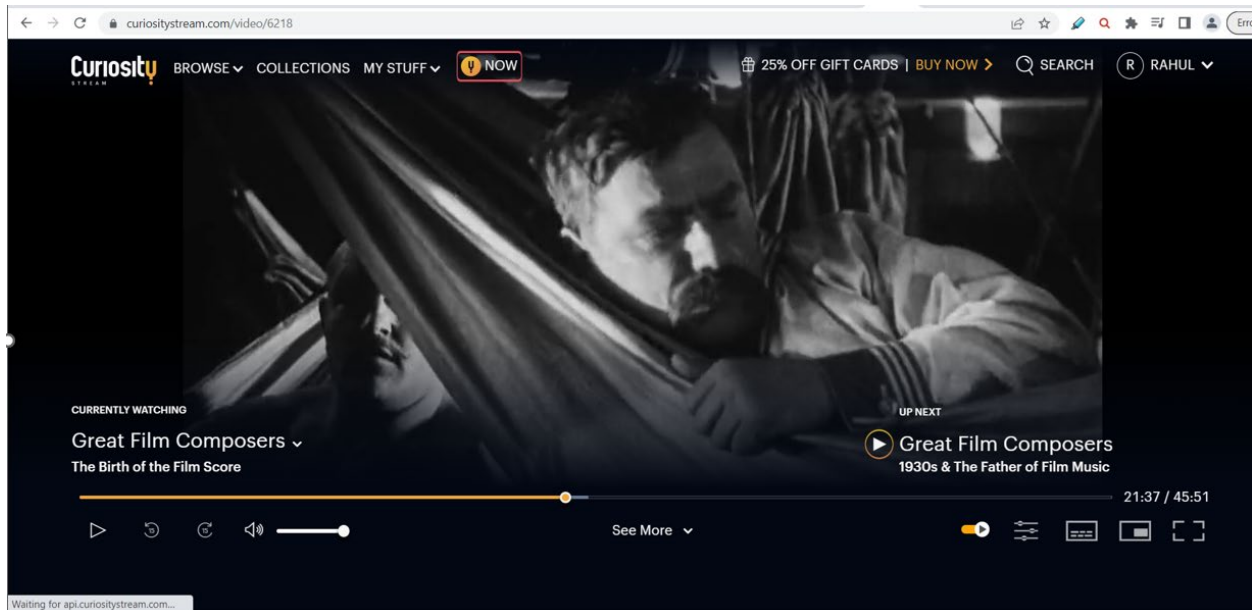 curiositystream.com/video/6218
Erro
CURIOSITY
STREAM
BROWSE COLLECTIONS MY STUFF NOW
25% OFF GIFT CARDS | BUY NOW SEARCH R RAHUL
CURRENTLY WATCHING
Great Film Composers
The Birth of the Film Score
UP NEXT
Great Film Composers
1930s & The Father of Film Music
21:37 / 45:51
15 15
See More
Waiting for api.curiositystream.com...